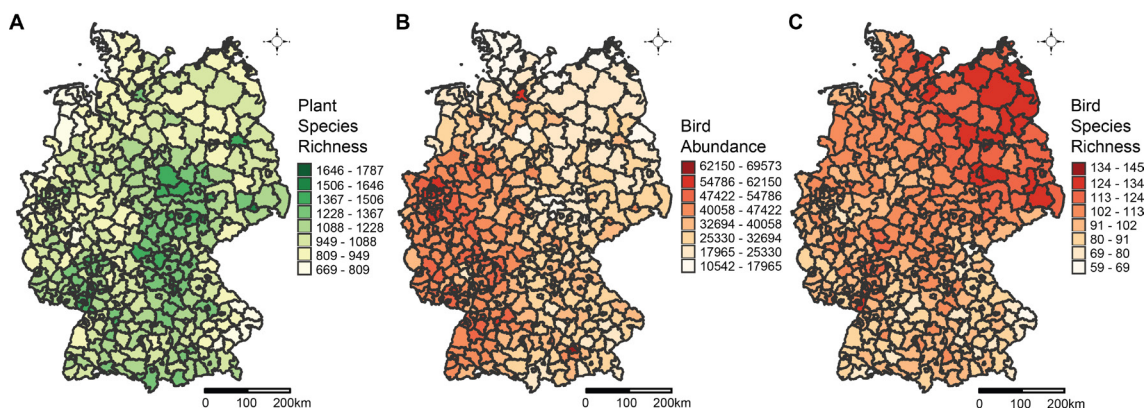 A
Plant
Species
Richness
1646 - 1787
1506 - 1646
1367 - 1506
1228 - 1367
1088 - 1228
949 - 1088
809 - 949
669 - 809
0 100 200km
B
Bird
Abundance
62150 - 69573
54786 - 62150
47422 - 54786
40058 - 47422
32694 - 40058
25330 - 32694
17965 - 25330
10542 - 17965
0 100 200km
C
Bird
Species
Richness
134 - 145
124 - 134
113 - 124
102 - 113
91 - 102
80 - 91
69 - 80
59 - 69
0 100 200km